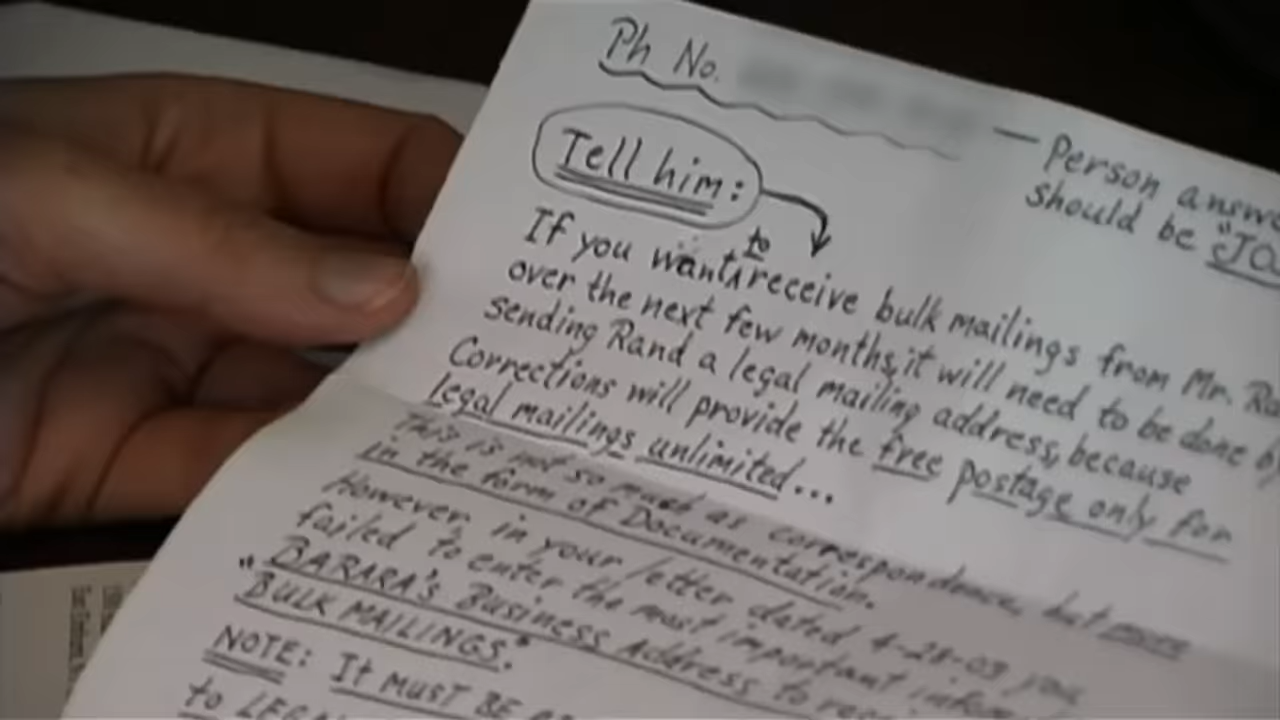 Ph No. — Person
should be "JO
Tell him:
If you want to receive bulk mailings from Mr. Ra
over the next few months, it will need to be done by
sending Rand a legal mailing address, because
Corrections will provide the free postage only for
legal mailings unlimited...
This is not so much as correspondence, but more
in the form of Documentation.
However, in your letter dated 4-28-03 you
failed to enter the most important
"BARARA's Business Address to
BULK MAILINGS."
NOTE: It MUST BE
to LEGA